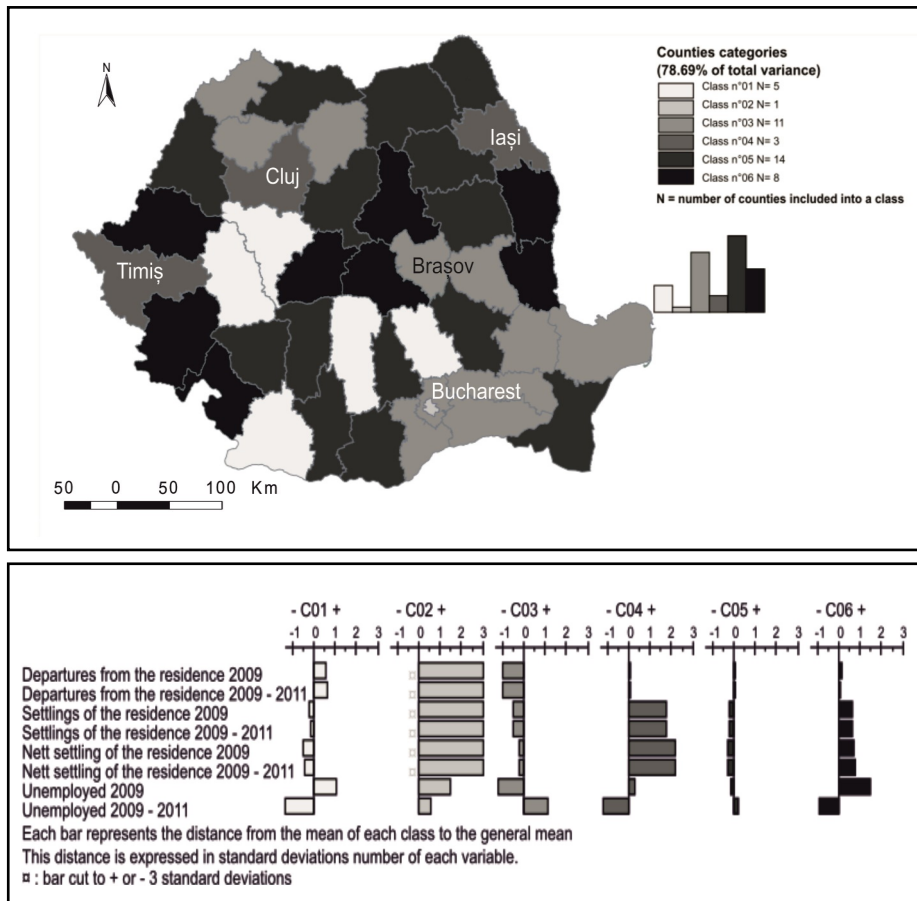 N
Counties categories
(78.69% of total variance)
Class n°01 N= 5
Class n°02 N= 1
Class n°03 N= 11
Class n°04 N= 3
Class n°05 N= 14
Class n°06 N= 8
N = number of counties included into a class
Iași
Cluj
Timiș
Brasov
Bucharest
50 0 50 100 Km
- C01 + - C02 + - C03 + - C04 + - C05 + - C06 +
-1 0 1 2 3 -1 0 1 2 3 -1 0 1 2 3 -1 0 1 2 3 -1 0 1 2 3 -1 0 1 2 3
Departures from the residence 2009
Departures from the residence 2009 - 2011
Settlings of the residence 2009
Settlings of the residence 2009 - 2011
Nett settling of the residence 2009
Nett settling of the residence 2009 - 2011
Unemployed 2009
Unemployed 2009 - 2011
Each bar represents the distance from the mean of each class to the general mean
This distance is expressed in standard deviations number of each variable.
¤ : bar cut to + or - 3 standard deviations